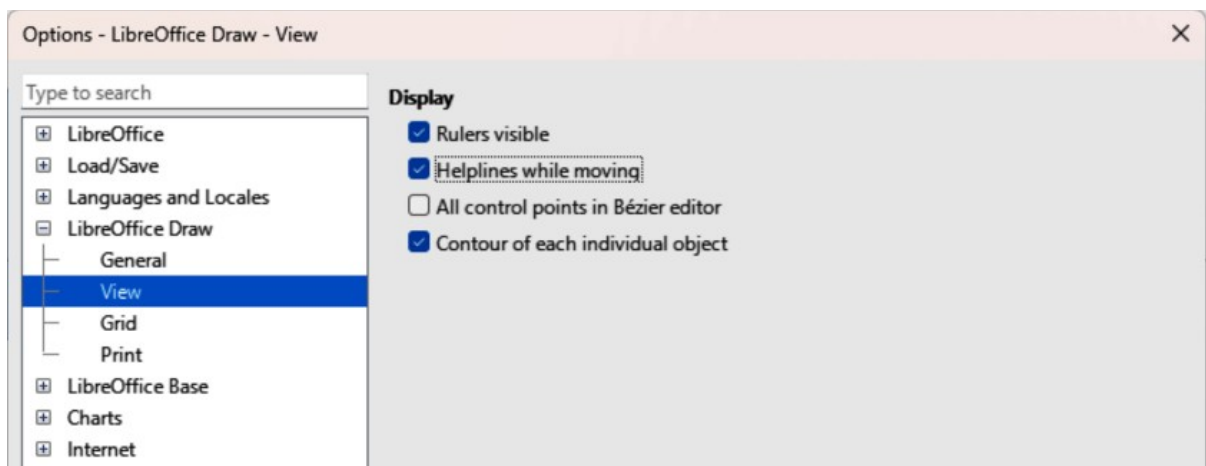 Options - LibreOffice Draw - View
Type to search
LibreOffice
Load/Save
Languages and Locales
LibreOffice Draw
General
View
Grid
Print
LibreOffice Base
Charts
Internet
Display
Rulers visible
Helplines while moving
All control points in Bézier editor
Contour of each individual object